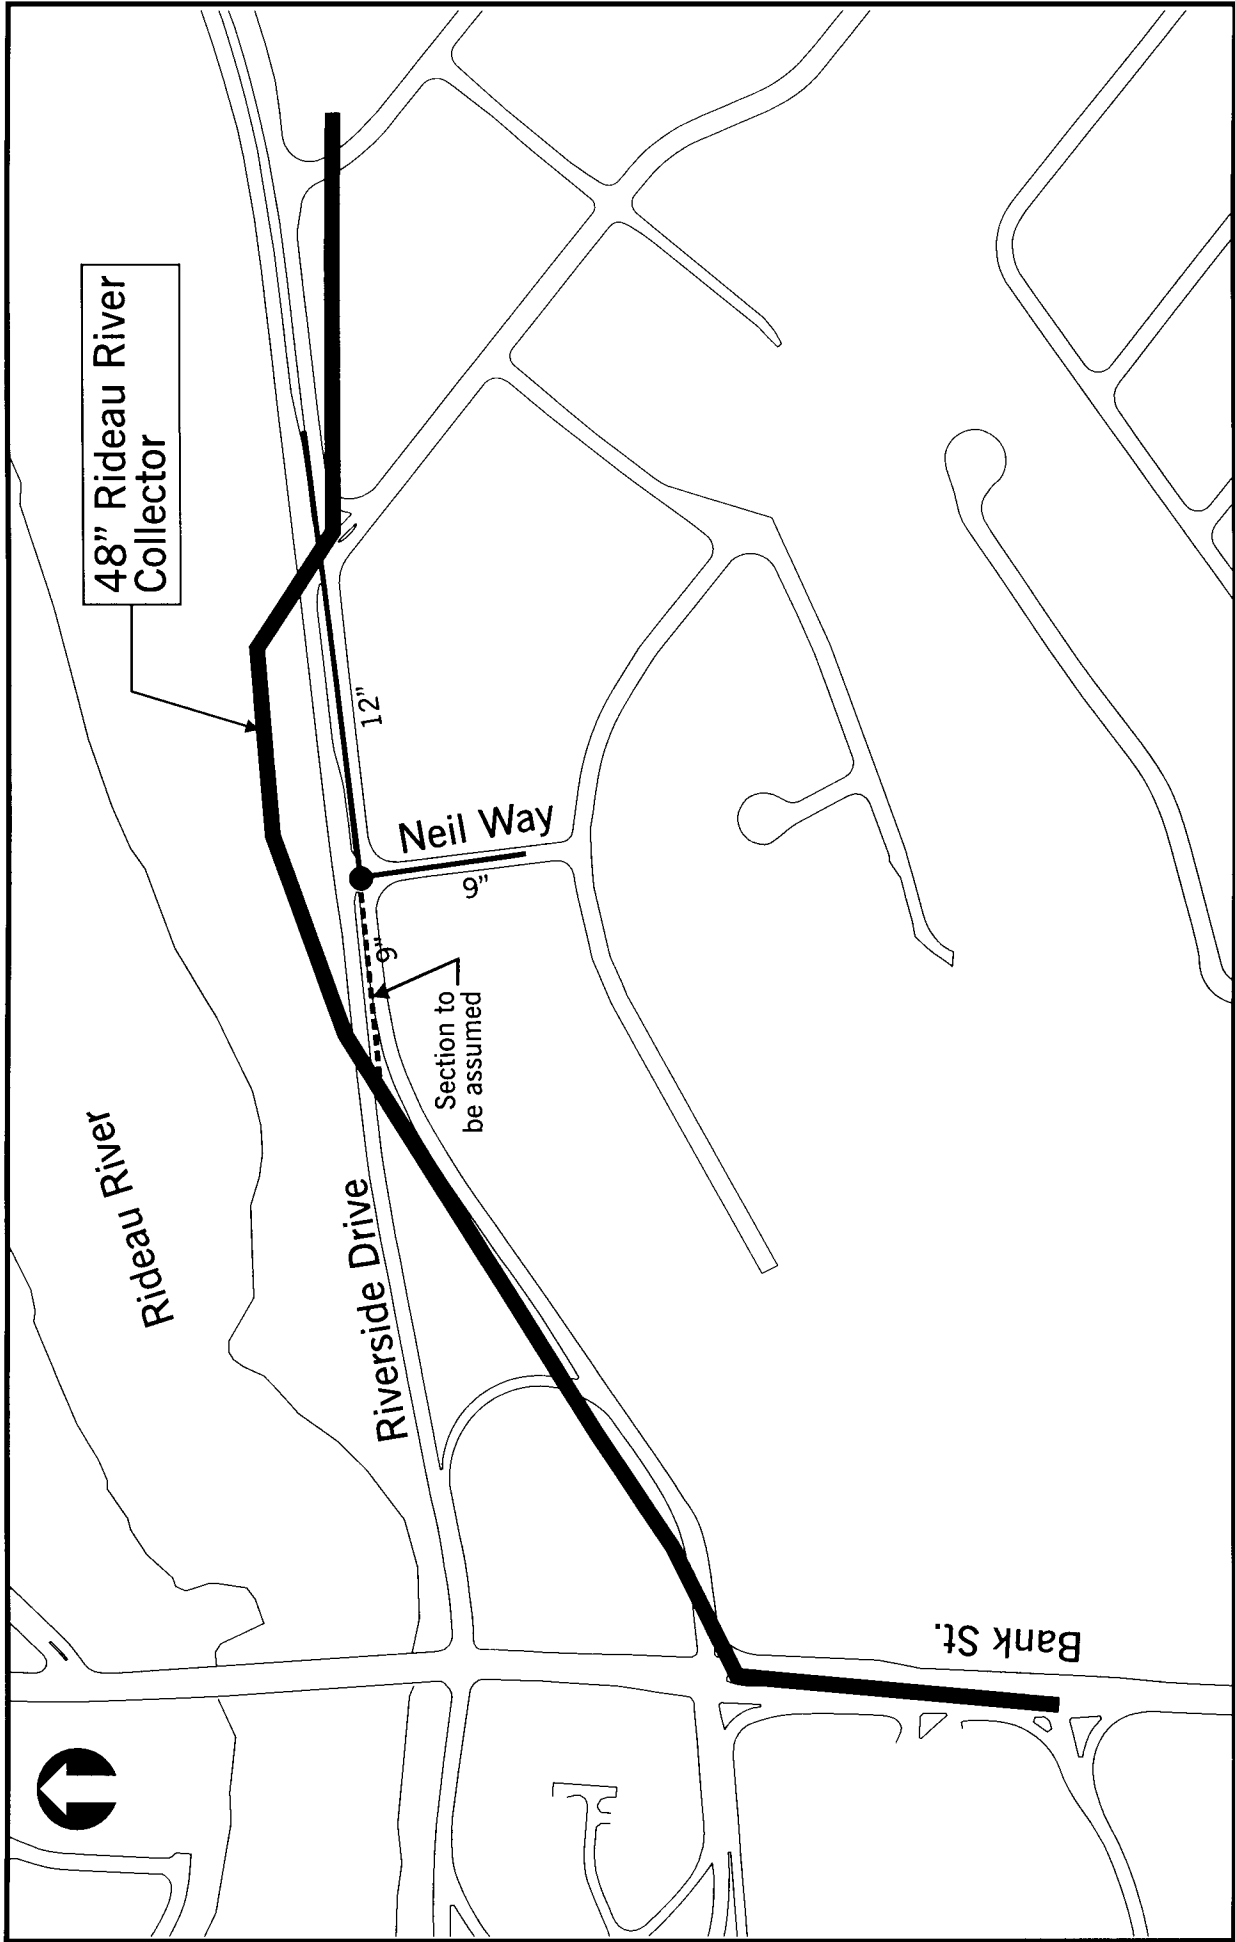 48” Rideau River
Collector
12”
Neil Way
9”
9”
Section to
be assumed
Rideau River
Riverside Drive
Bank St.